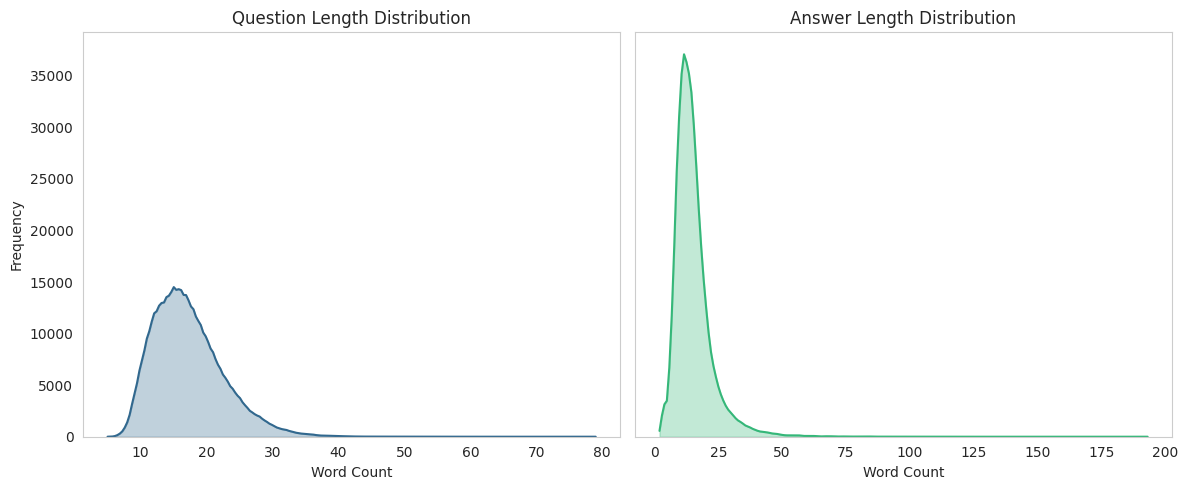 Question Length Distribution
Answer Length Distribution
Frequency
35000
30000
25000
20000
15000
10000
5000
0
10 20 30 40 50 60 70 80
Word Count
0 25 50 75 100 125 150 175 200
Word Count